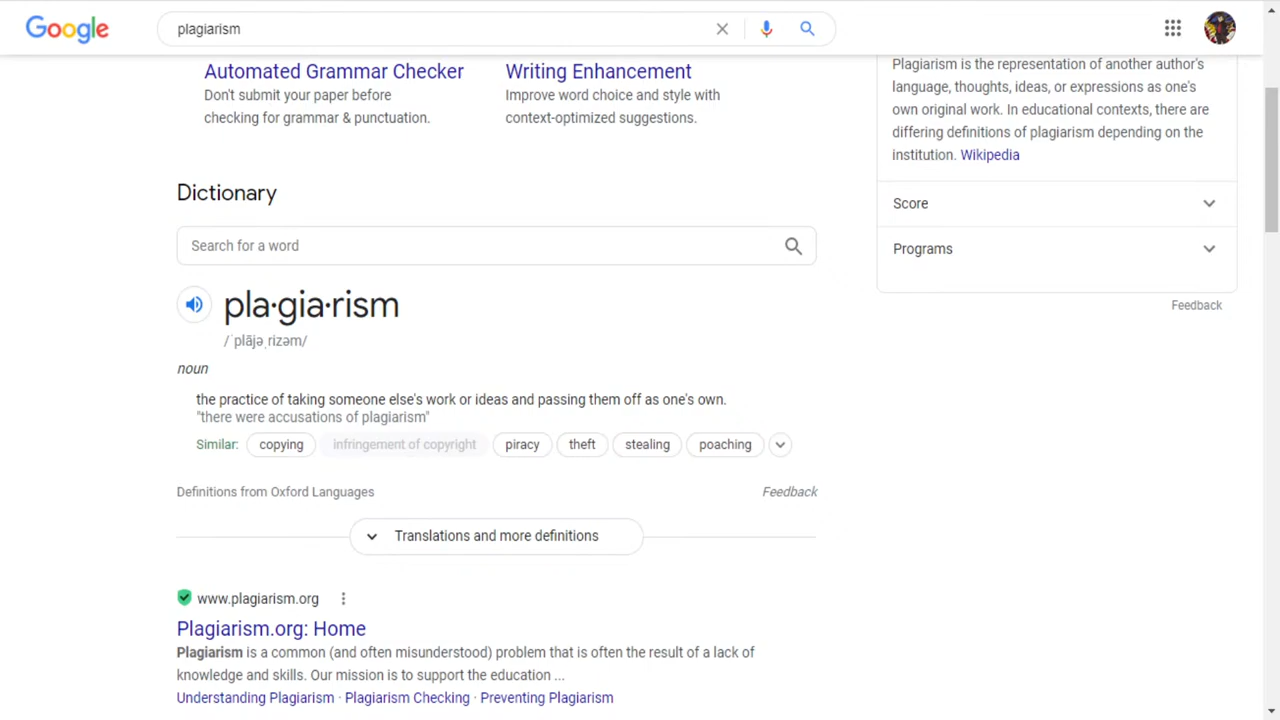 Google
plagiarism
Automated Grammar Checker
Don't submit your paper before
checking for grammar & punctuation.
Writing Enhancement
Improve word choice and style with
context-optimized suggestions.
Dictionary
Search for a word
pla·gia·rism
/ˈplājəˌrizəm/
noun
the practice of taking someone else's work or ideas and passing them off as one's own.
"there were accusations of plagiarism"
Similar: copying infringement of copyright piracy theft stealing poaching
Definitions from Oxford Languages Feedback
Translations and more definitions
www.plagiarism.org
Plagiarism.org: Home
Plagiarism is a common (and often misunderstood) problem that is often the result of a lack of
knowledge and skills. Our mission is to support the education ...
Understanding Plagiarism · Plagiarism Checking · Preventing Plagiarism
Plagiarism is the representation of another author's
language, thoughts, ideas, or expressions as one's
own original work. In educational contexts, there are
differing definitions of plagiarism depending on the
institution. Wikipedia
Score
Programs
Feedback